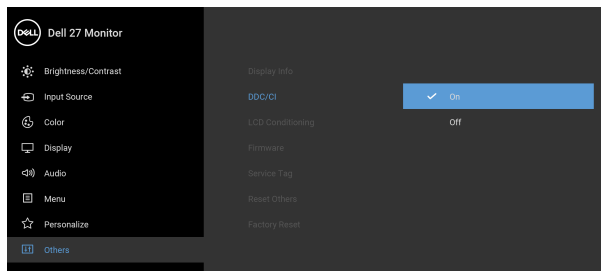 DELL Dell 27 Monitor
Brightness/Contrast
Input Source
Color
Display
Audio
Menu
Personalize
Others
Display Info
DDC/CI
LCD Conditioning
Firmware
Service Tag
Reset Others
Factory Reset
On
Off